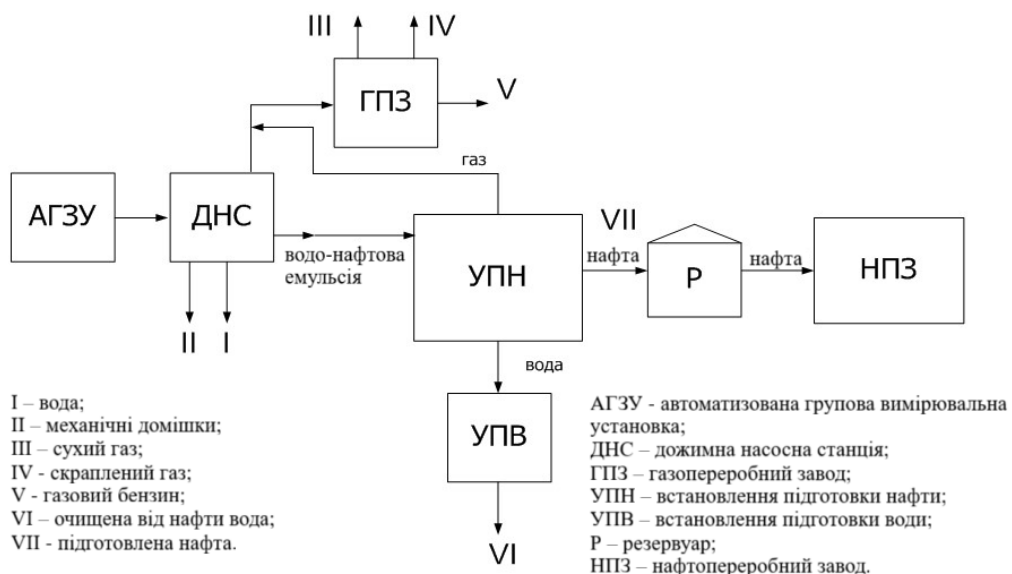 III
IV
ГПЗ
V
газ
АГЗУ
ДНС
VII
водо-нафтова
емульсія
УПН
нафта
Р
нафта
НПЗ
II
I
вода
УПВ
VI
I – вода;
II – механічні домішки;
III – сухий газ;
IV - скраплений газ;
V - газовий бензин;
VI – очищена від нафти вода;
VII - підготовлена нафта.
АГЗУ - автоматизована групова вимірювальна
установка;
ДНС – дожимна насосна станція;
ГПЗ – газопереробний завод;
УПН – встановлення підготовки нафти;
УПВ – встановлення підготовки води;
Р – резервуар;
НПЗ – нафтопереробний завод.